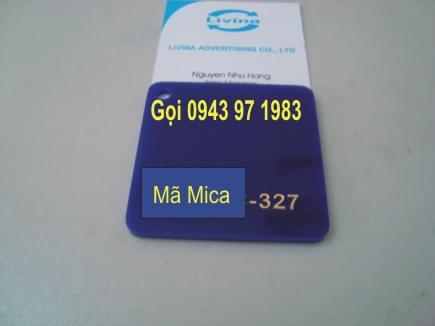 Livina
LIVINA ADVERTISING CO., LTD
Nguyen Nhu Hang
Gọi 0943 97 1983
Mã Mica
-327